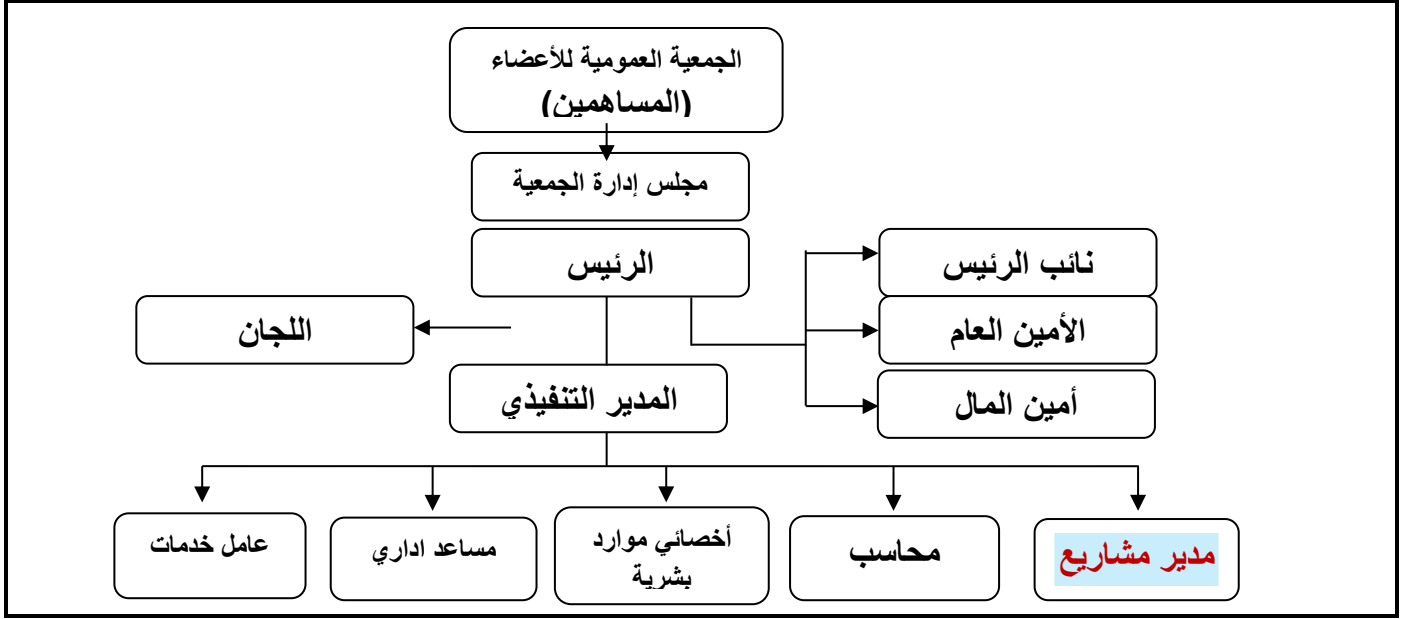 الجمعية العمومية للأعضاء
(المساهمين)
مجلس إدارة الجمعية
الرئيس
نائب الرئيس
الأمين العام
اللجان
المدير التنفيذي
أمين المال
مدير مشاريع
محاسب
أخصائي موارد
بشرية
مساعد اداري
عامل خدمات